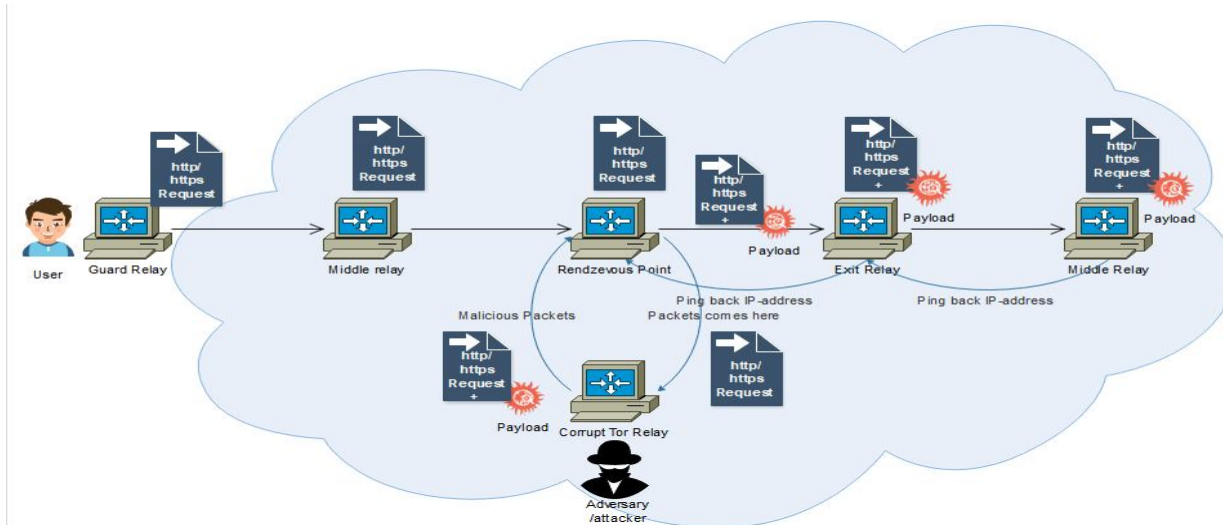 http/
https
Request
User
Guard Relay
http/
https
Request
Middle relay
http/
https
Request
Rendzevous Point
http/
https
Request
+
Payload
http/
https
Request
+
Payload
Exit Relay
http/
https
Request
+
Payload
Middle Relay
Ping back IP-address
Ping back IP-address
Malicious Packets
Packets comes here
http/
https
Request
+
Payload
http/
https
Request
Corrupt Tor Relay
Adversary
/attacker